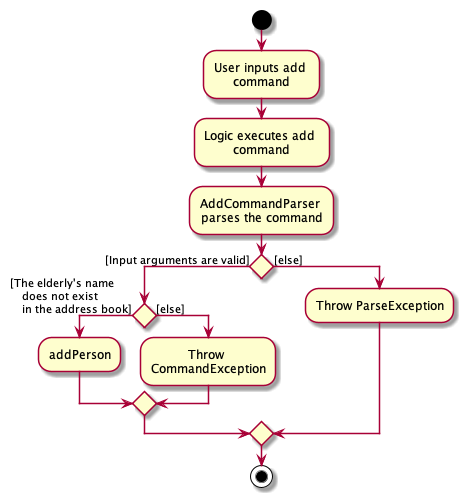 User inputs add
command
Logic executes add
command
AddCommandParser
parses the command
[Input arguments are valid]
[else]
[The elderly's name
does not exist
in the address book]
[else]
Throw ParseException
addPerson
Throw
CommandException